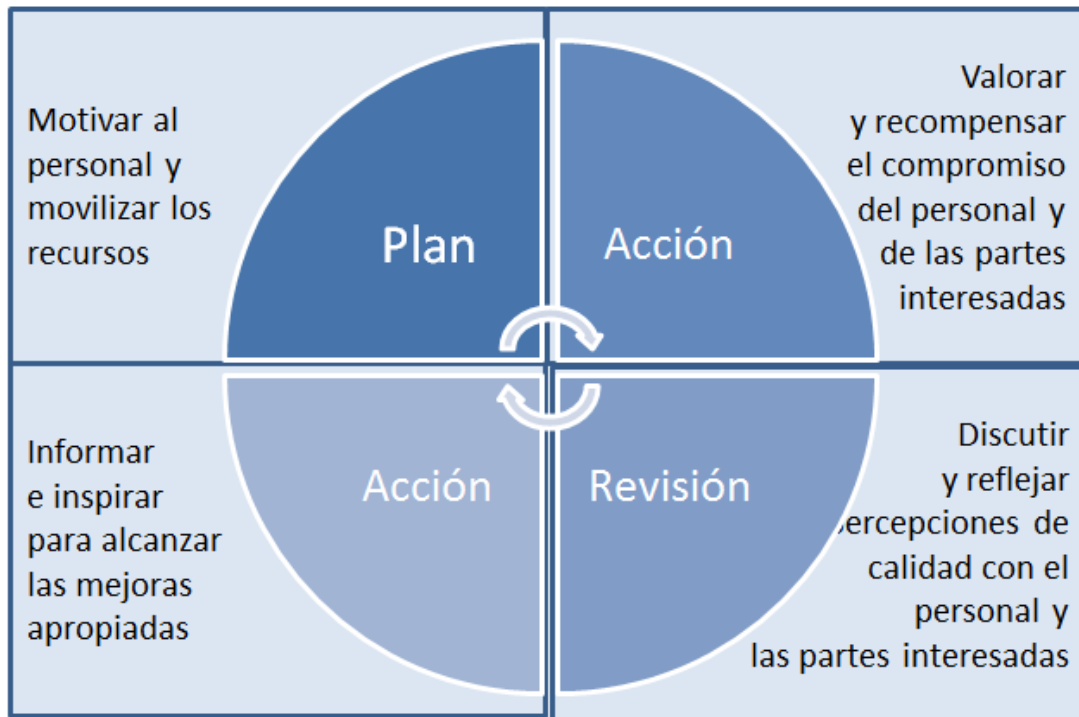 Motivar al
personal y
movilizar los
recursos
Plan
Acción
Valorar
y recompensar
el compromiso
del personal y
de las partes
interesadas
Informar
e inspirar
para alcanzar
las mejoras
apropiadas
Acción
Revisión
Discutir
y reflejar
ercepciones de
calidad con el
personal y
las partes interesadas